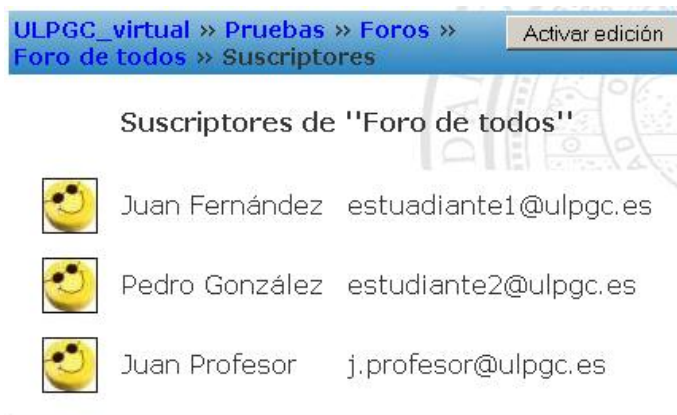 ULPGC_virtual » Pruebas » Foros »
Foro de todos » Suscriptores
Activar edición
Suscriptores de "Foro de todos"
Juan Fernández estuadiante1@ulpgc.es
Pedro González estudiante2@ulpgc.es
Juan Profesor j.profesor@ulpgc.es